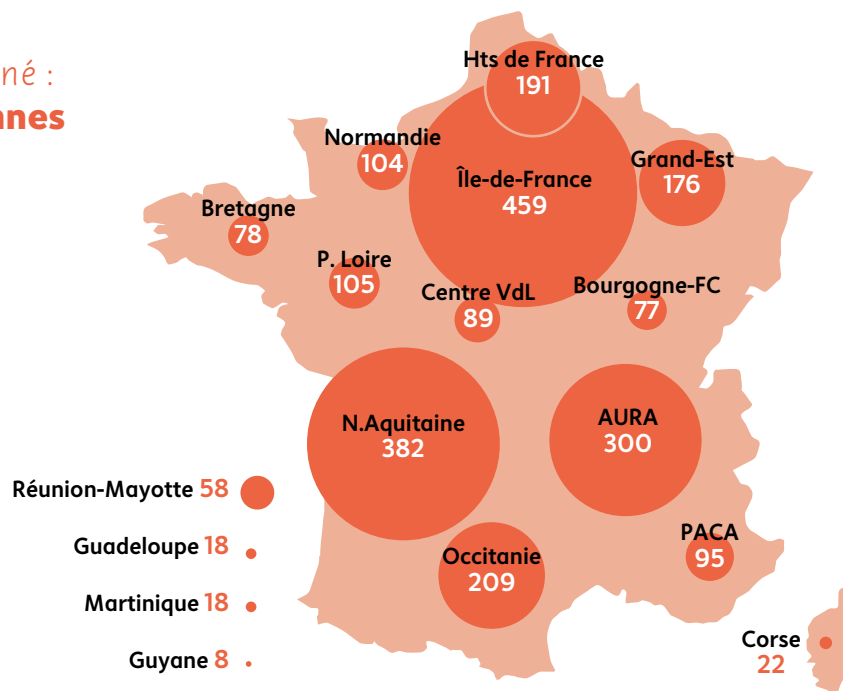 né :
nnes
Hts de France
191
Normandie
104
Île-de-France
459
Grand-Est
176
Bretagne
78
P. Loire
105
Centre VdL
89
Bourgogne-FC
77
N.Aquitaine
382
AURA
300
Réunion-Mayotte 58
Guadeloupe 18
Martinique 18
Guyane 8
Occitanie
209
PACA
95
Corse
22